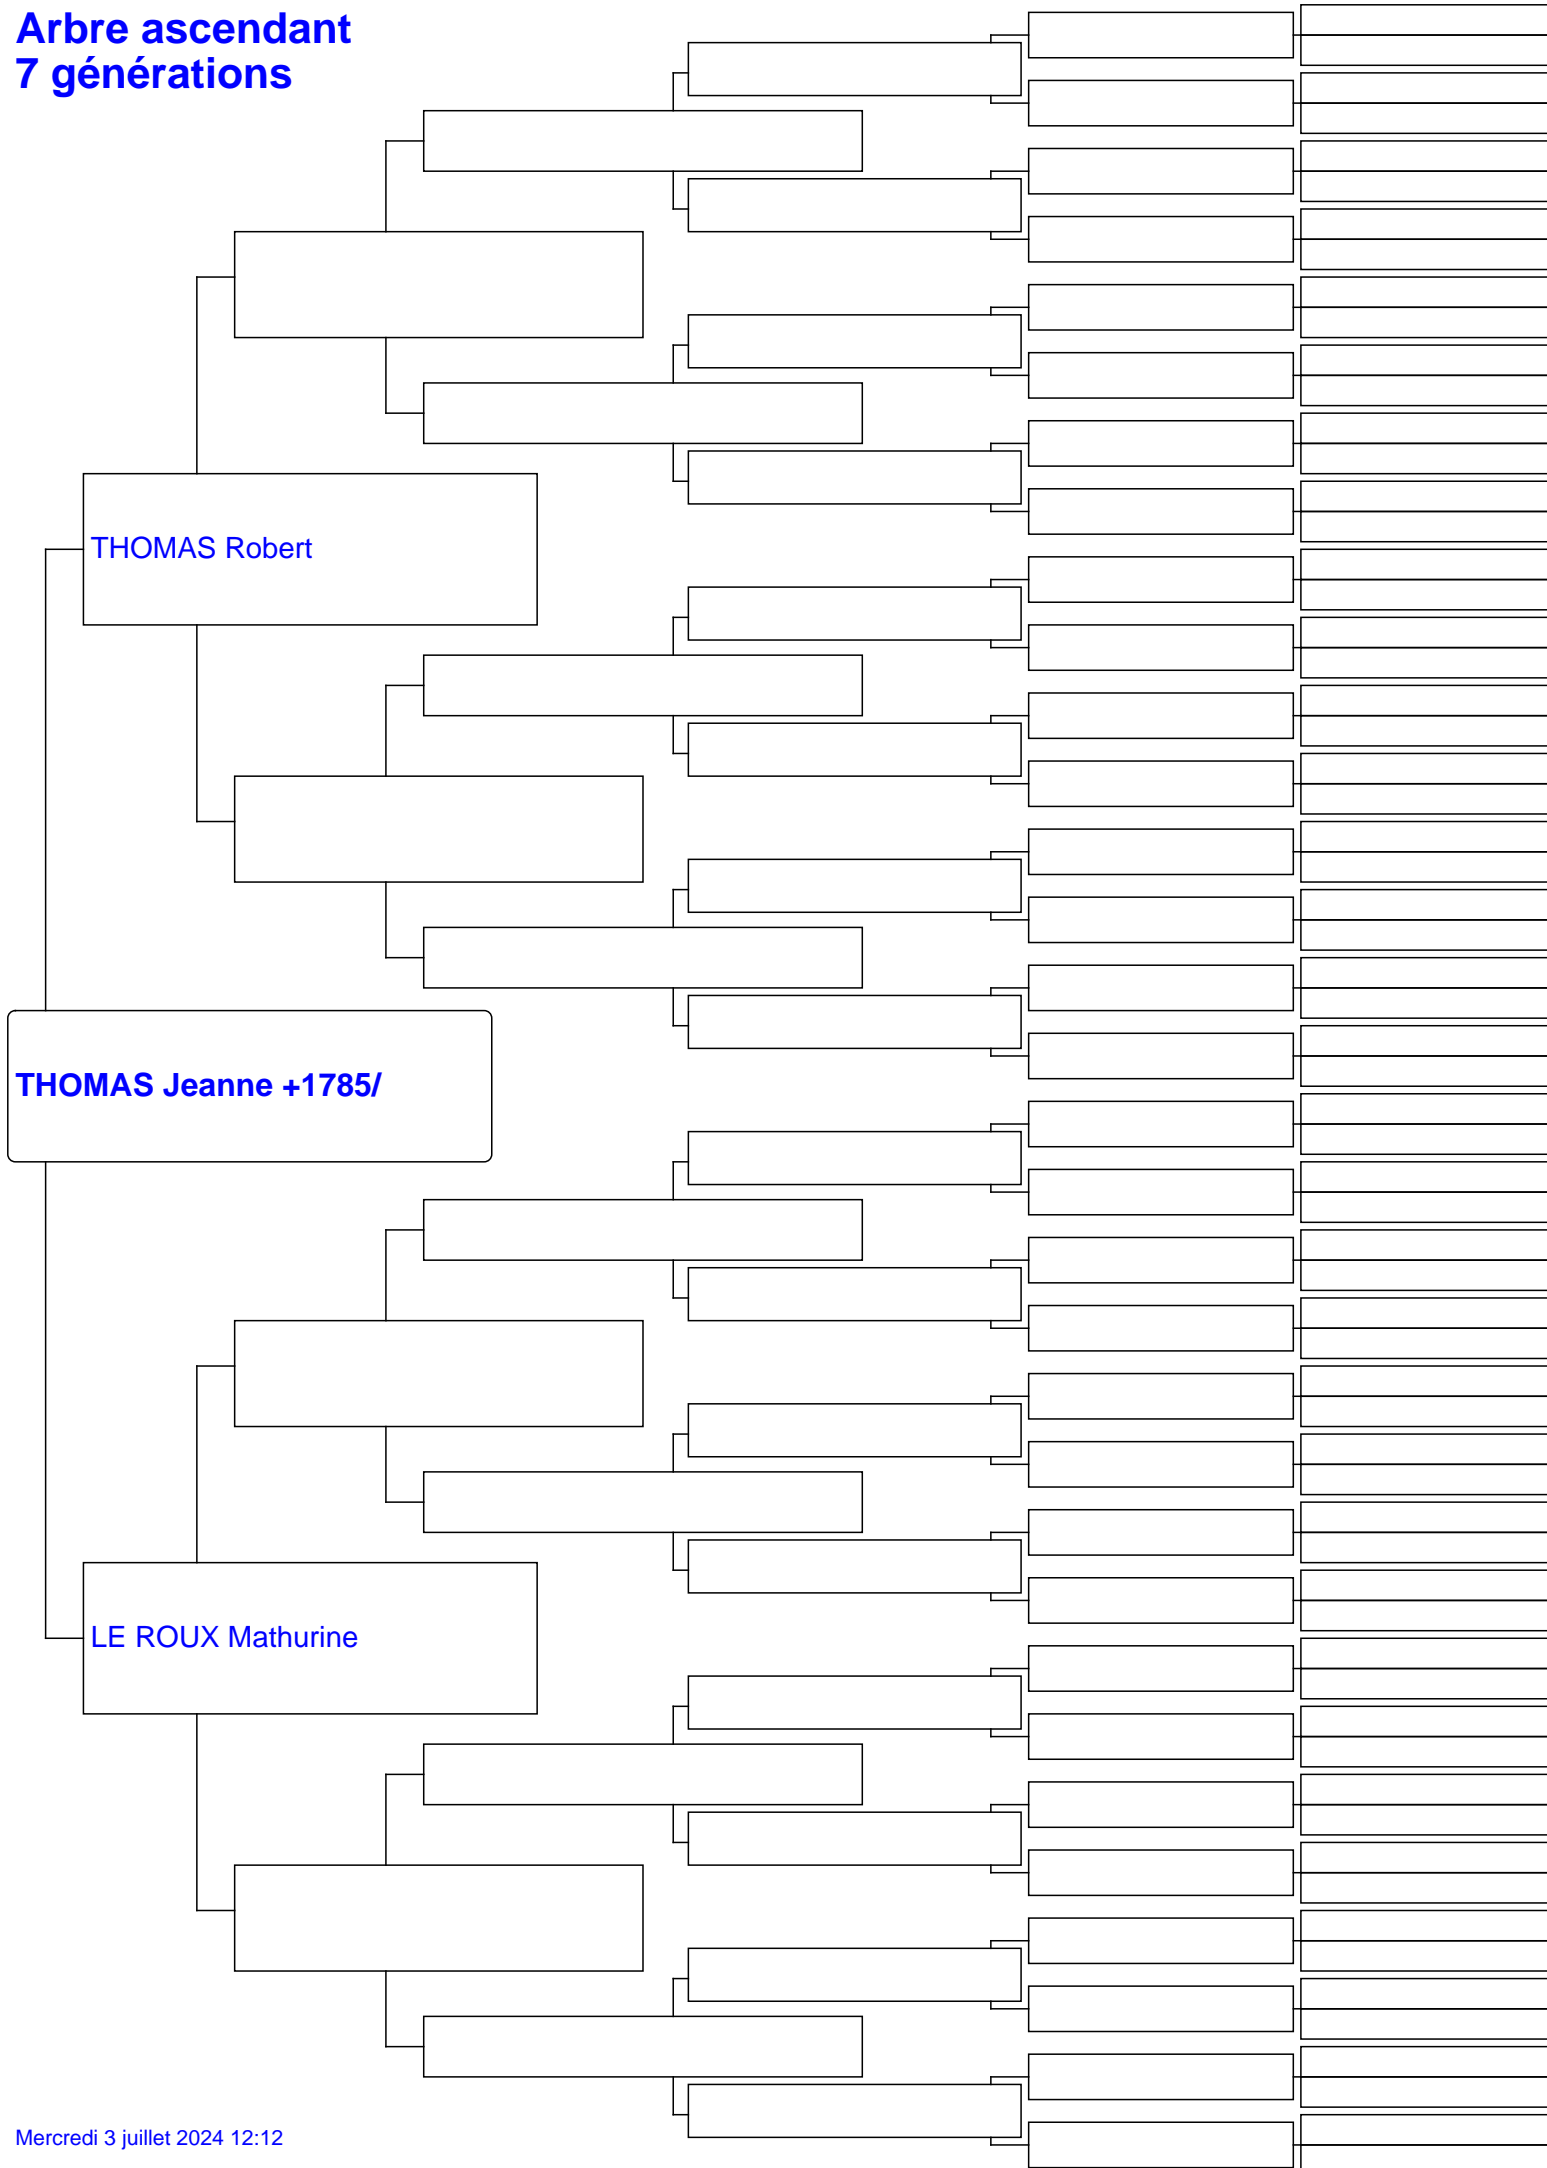 Arbre ascendant
7 générations
THOMAS Robert
THOMAS Jeanne +1785/
LE ROUX Mathurine
Mercredi 3 juillet 2024 12:12